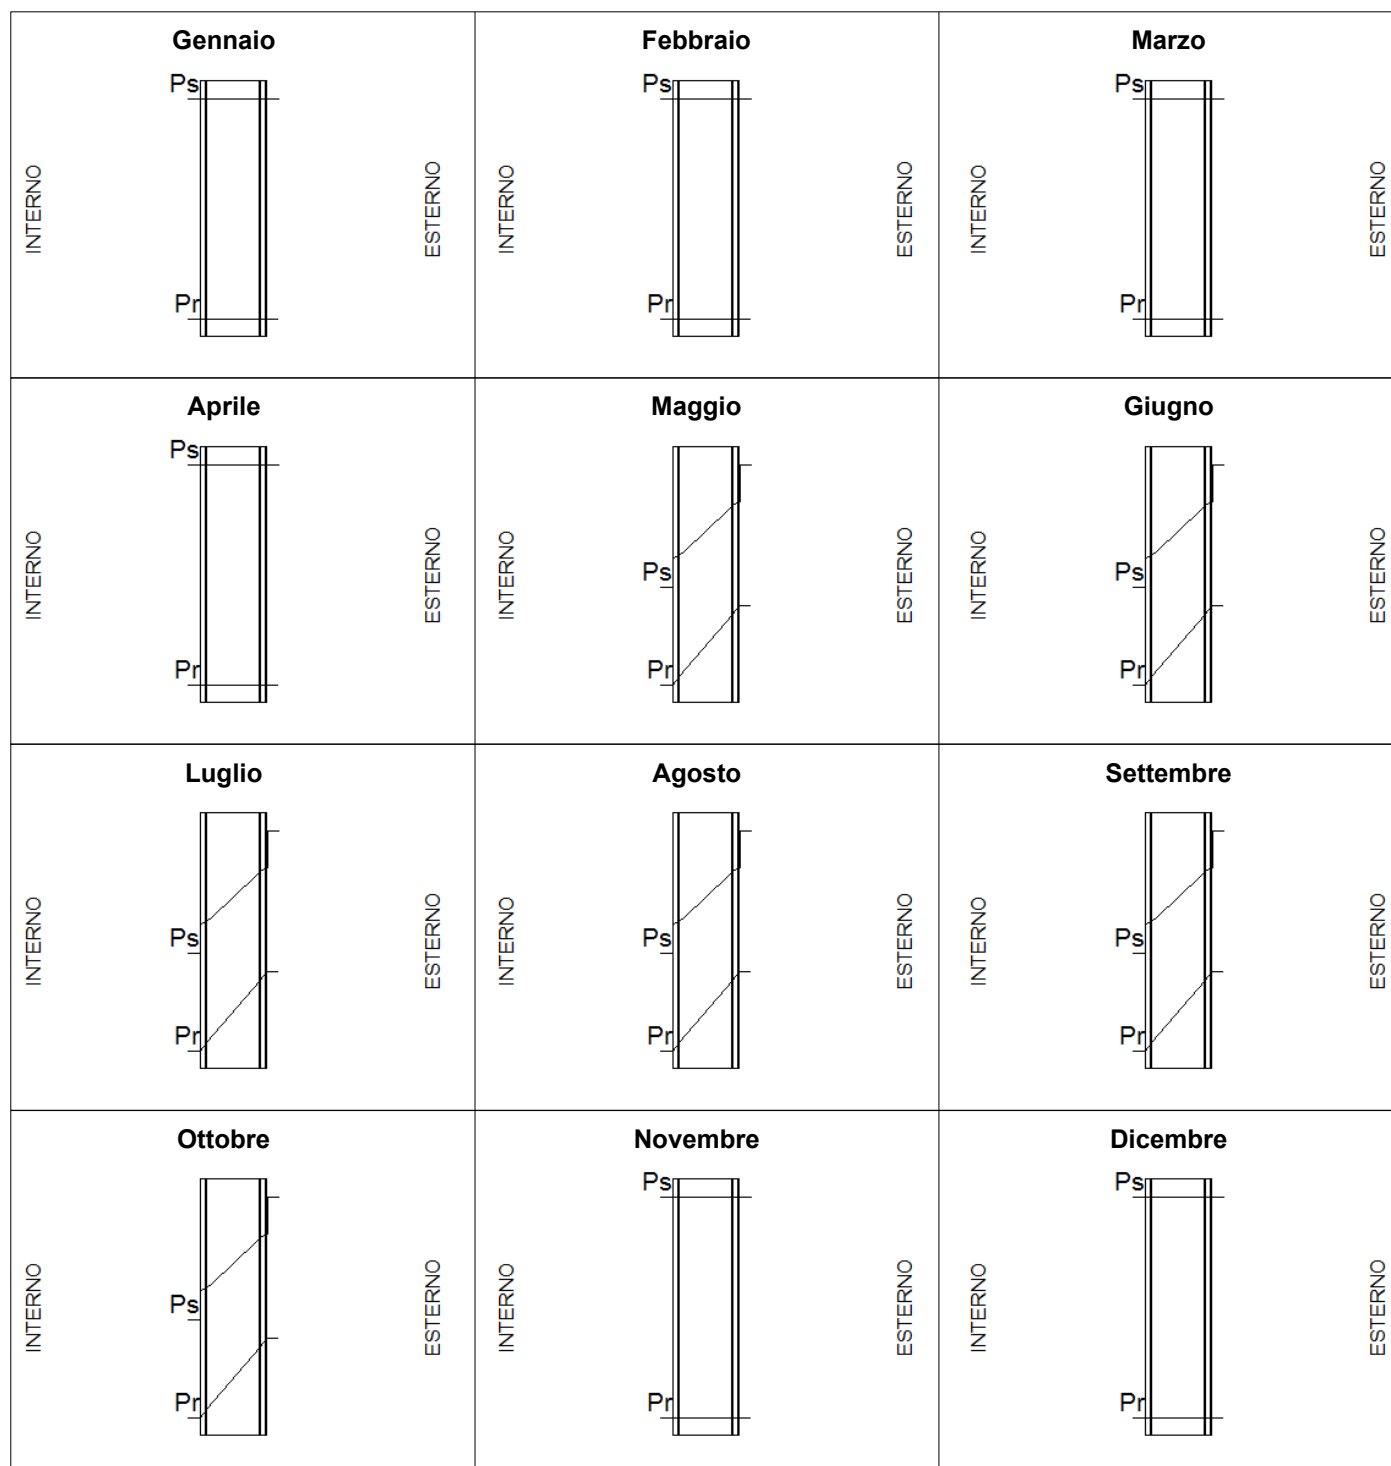 Gennaio
Febbraio
Marzo
Ps
Ps
Ps
INTERNO
ESTERNO
INTERNO
ESTERNO
INTERNO
ESTERNO
Pr
Pr
Pr
Aprile
Maggio
Giugno
Ps
INTERNO
ESTERNO
INTERNO
Ps
ESTERNO
INTERNO
Ps
ESTERNO
Pr
Pr
Pr
Luglio
Agosto
Settembre
INTERNO
Ps
ESTERNO
INTERNO
Ps
ESTERNO
INTERNO
Ps
ESTERNO
Pr
Pr
Pr
Ottobre
Novembre
Dicembre
Ps
Ps
INTERNO
Ps
ESTERNO
INTERNO
ESTERNO
INTERNO
ESTERNO
Pr
Pr
Pr